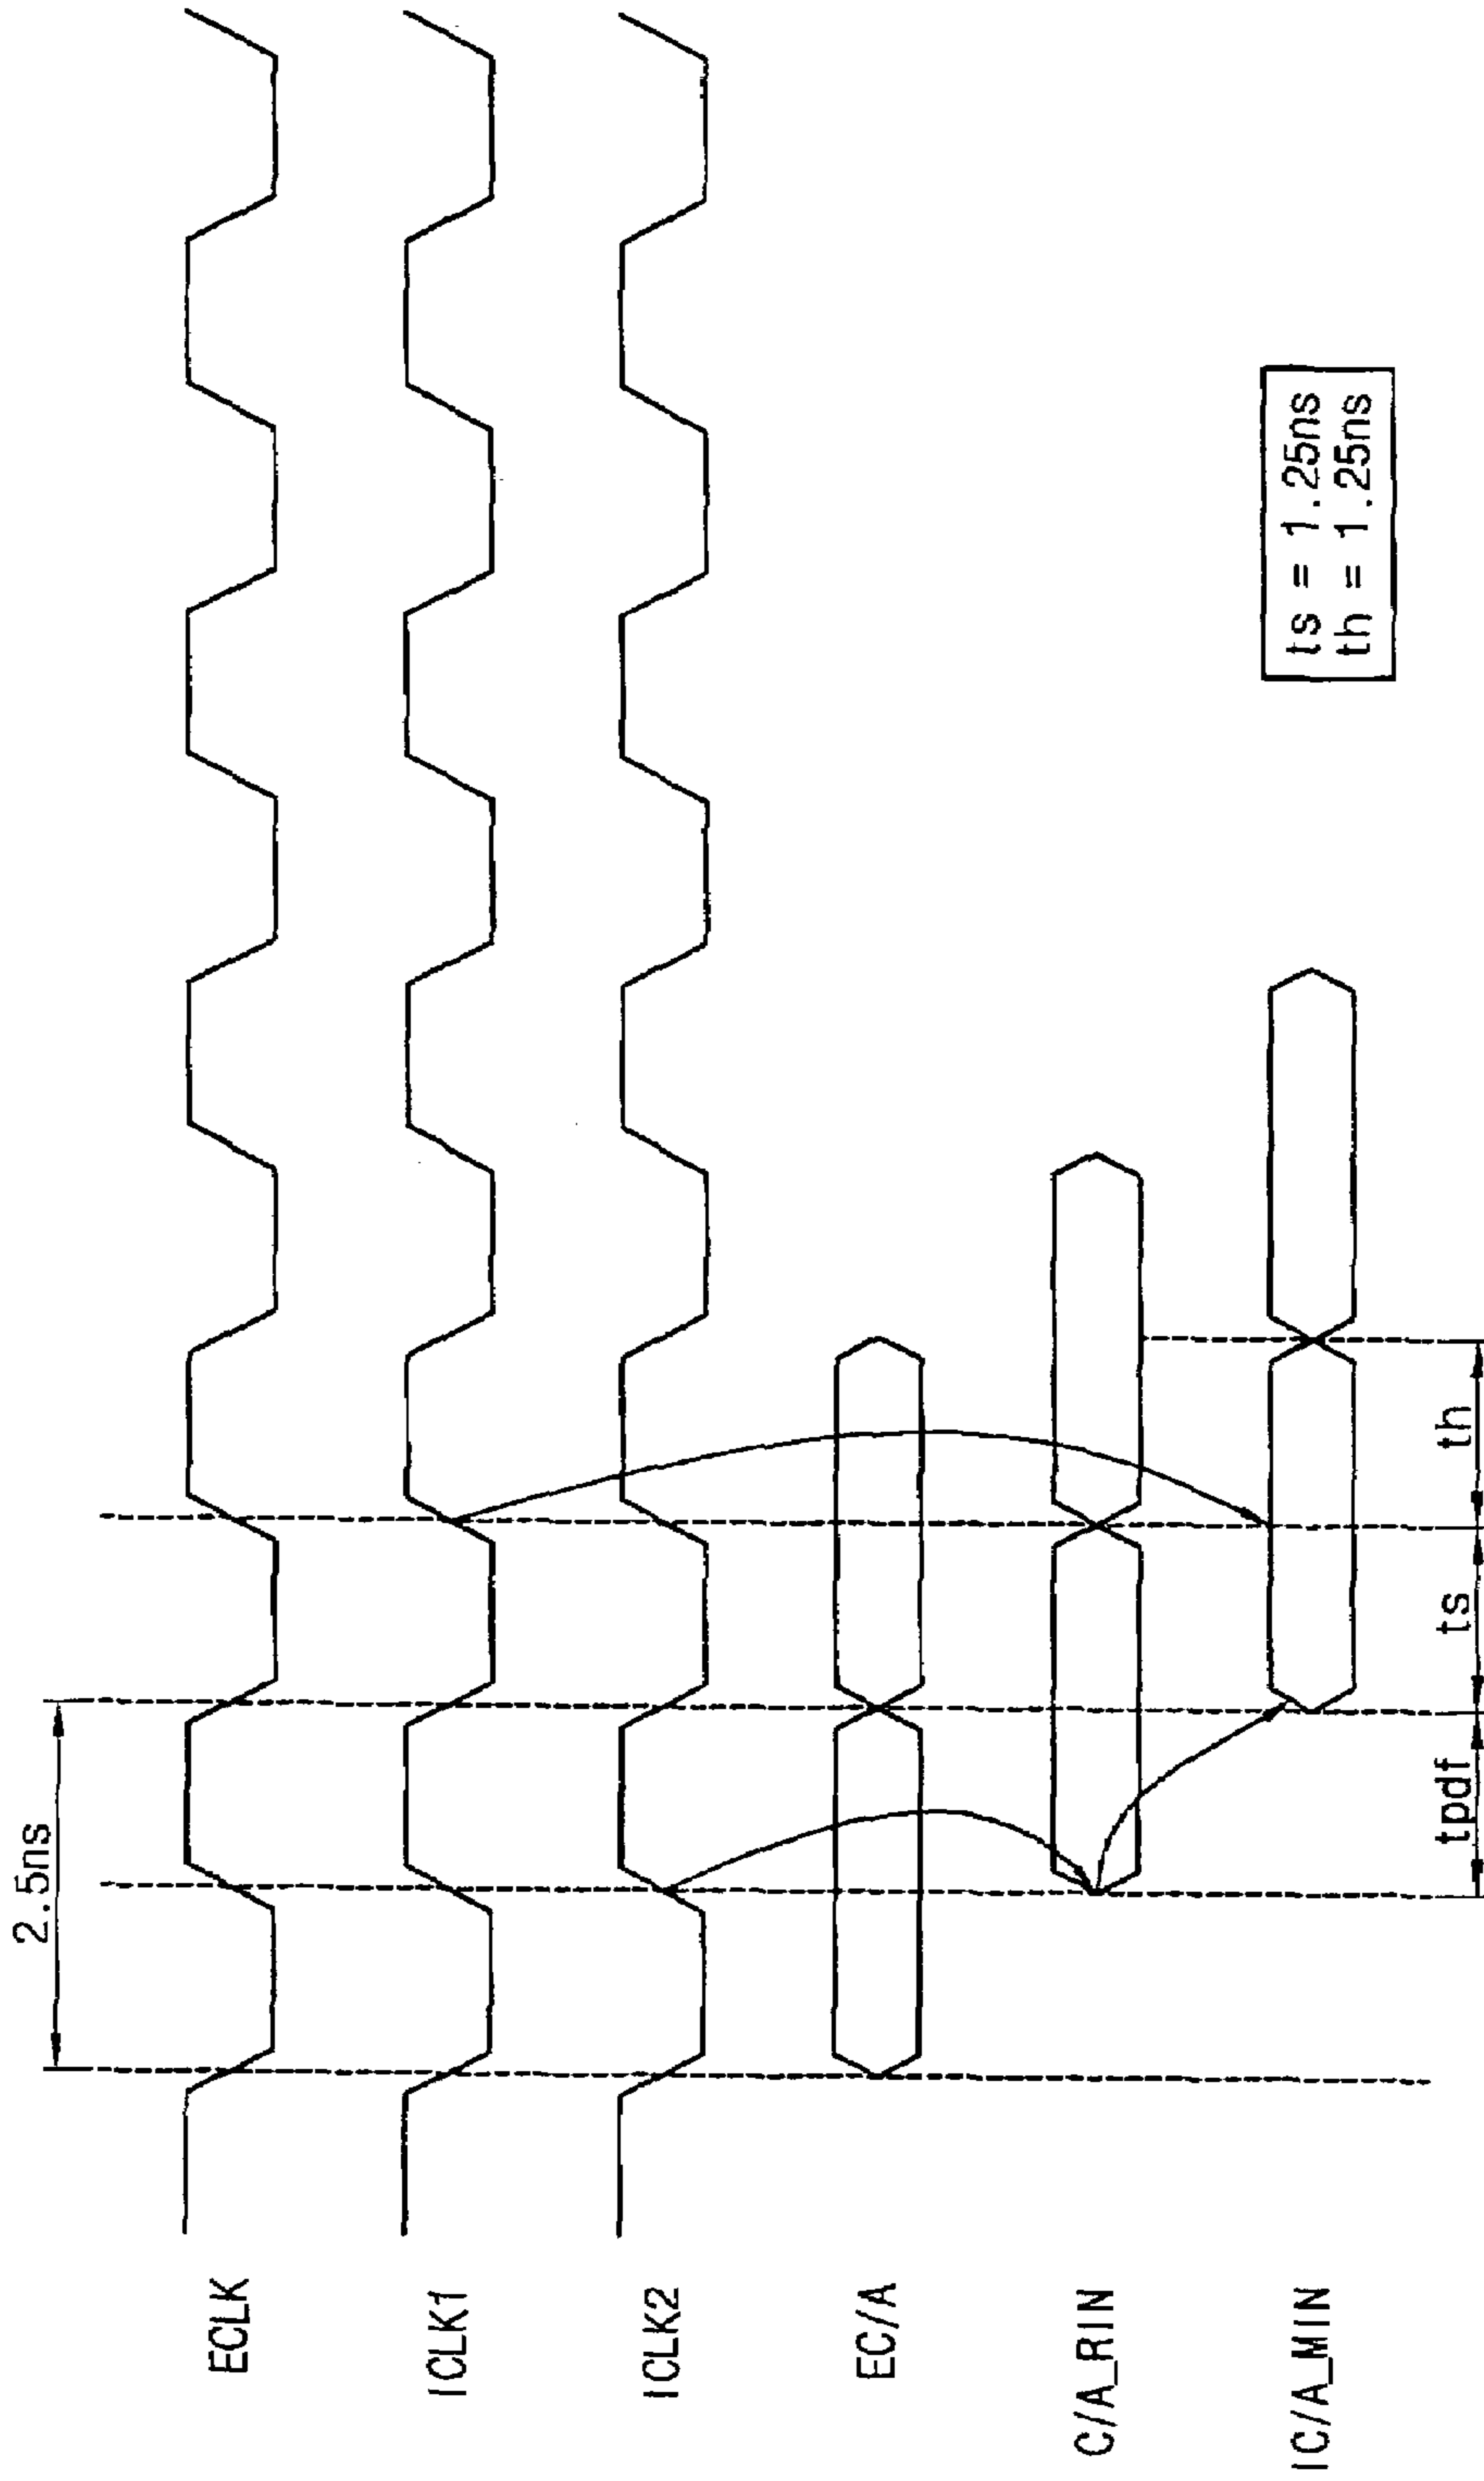 2.5ns
ECLK
ICLK1
ICLK2
EC/A
C/A_RIN
IC/A_MIN
tpdf
ts
th
ts = 1.25ns
th = 1.25ns